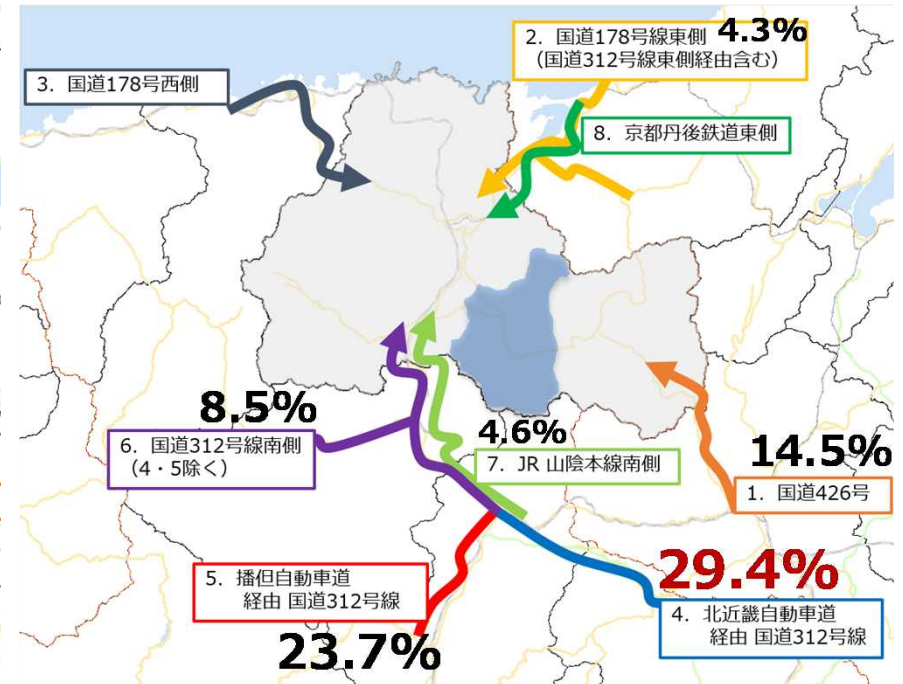 2. 国道178号線東側 4.3%
(国道312号線東側経由含む)
3. 国道178号西側
8. 京都丹後鉄道東側
8.5%
6. 国道312号線南側
(4・5除く)
4.6%
7. JR 山陰本線南側
14.5%
1. 国道426号
5. 播但自動車道
経由 国道312号線
23.7%
29.4%
4. 北近畿自動車道
経由 国道312号線